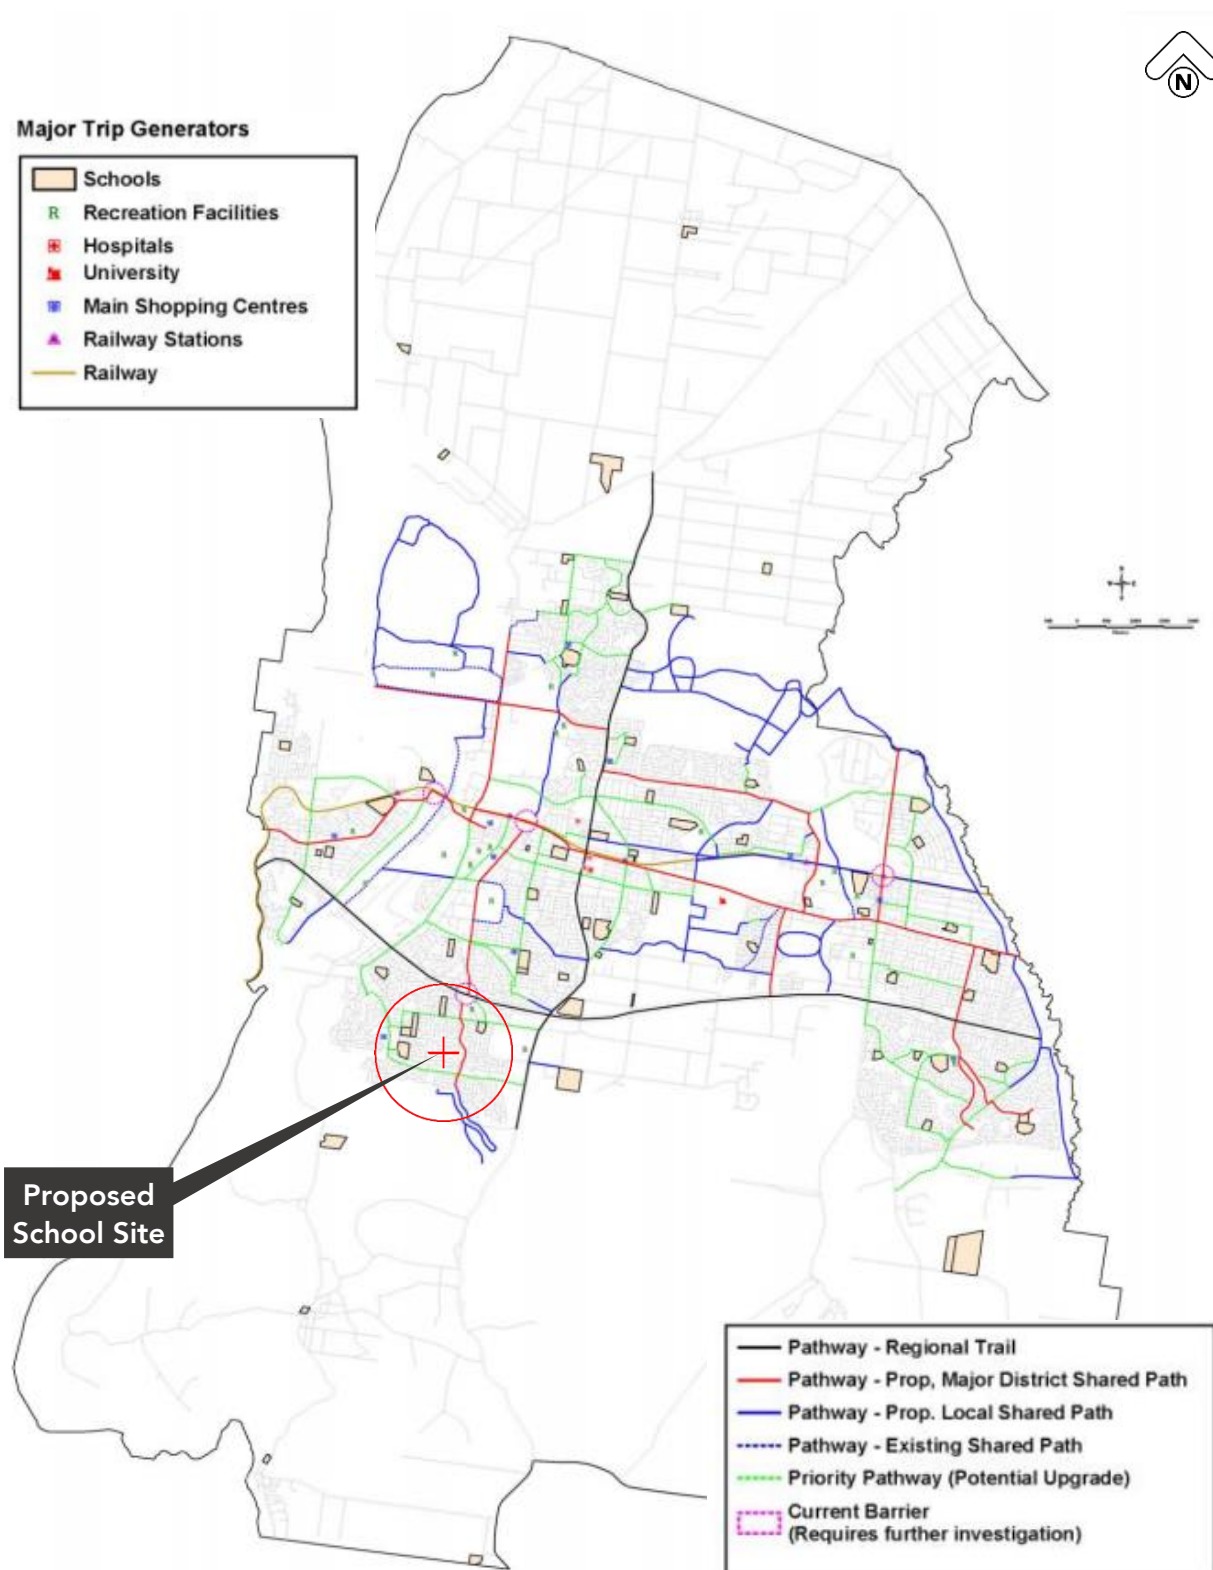 N
Major Trip Generators
Schools
R Recreation Facilities
Hospitals
University
Main Shopping Centres
Railway Stations
Railway
Proposed
School Site
Pathway - Regional Trail
Pathway - Prop, Major District Shared Path
Pathway - Prop. Local Shared Path
Pathway - Existing Shared Path
Priority Pathway (Potential Upgrade)
Current Barrier
(Requires further investigation)